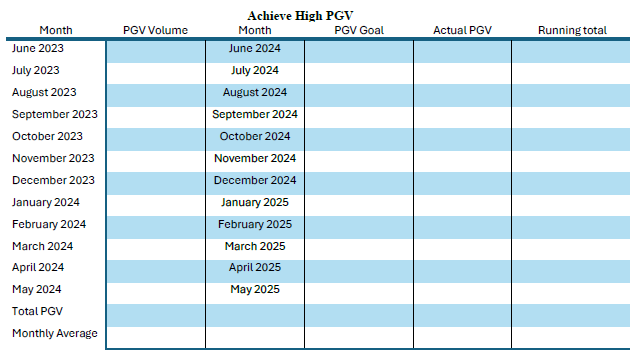 Achieve High PGV
Month PGV Volume Month PGV Goal Actual PGV Running total
June 2023 June 2024
July 2023 July 2024
August 2023 August 2024
September 2023 September 2024
October 2023 October 2024
November 2023 November 2024
December 2023 December 2024
January 2024 January 2025
February 2024 February 2025
March 2024 March 2025
April 2024 April 2025
May 2024 May 2025
Total PGV
Monthly Average